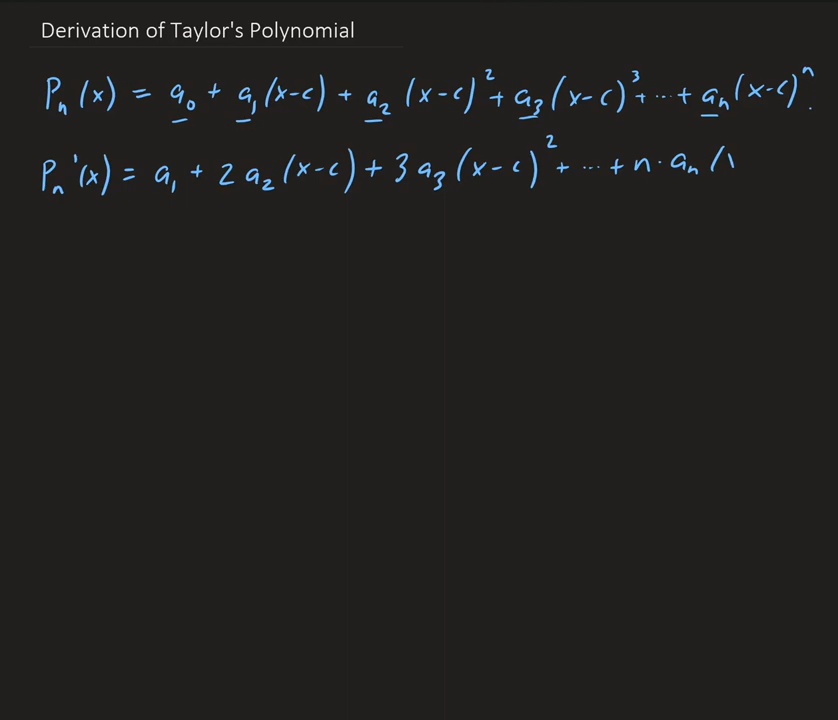 Derivation of Taylor's Polynomial
Pₙ(x) = a₀ + a₁(x-c) + a₂(x-c)² + a₃(x-c)³ + ... + aₙ(x-c)ⁿ.
Pₙ'(x) = a₁ + 2a₂(x-c) + 3a₃(x-c)² + ... + n·aₙ(